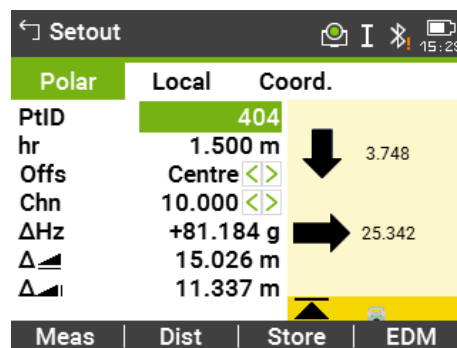 Setout
I
15:29
Polar Local Coord.
PtID 404
hr 1.500 m
Offs Centre <>
Chn 10.000 <>
ΔHz +81.184 g
Δ 15.026 m
Δ 11.337 m
3.748
25.342
Meas | Dist | Store | EDM